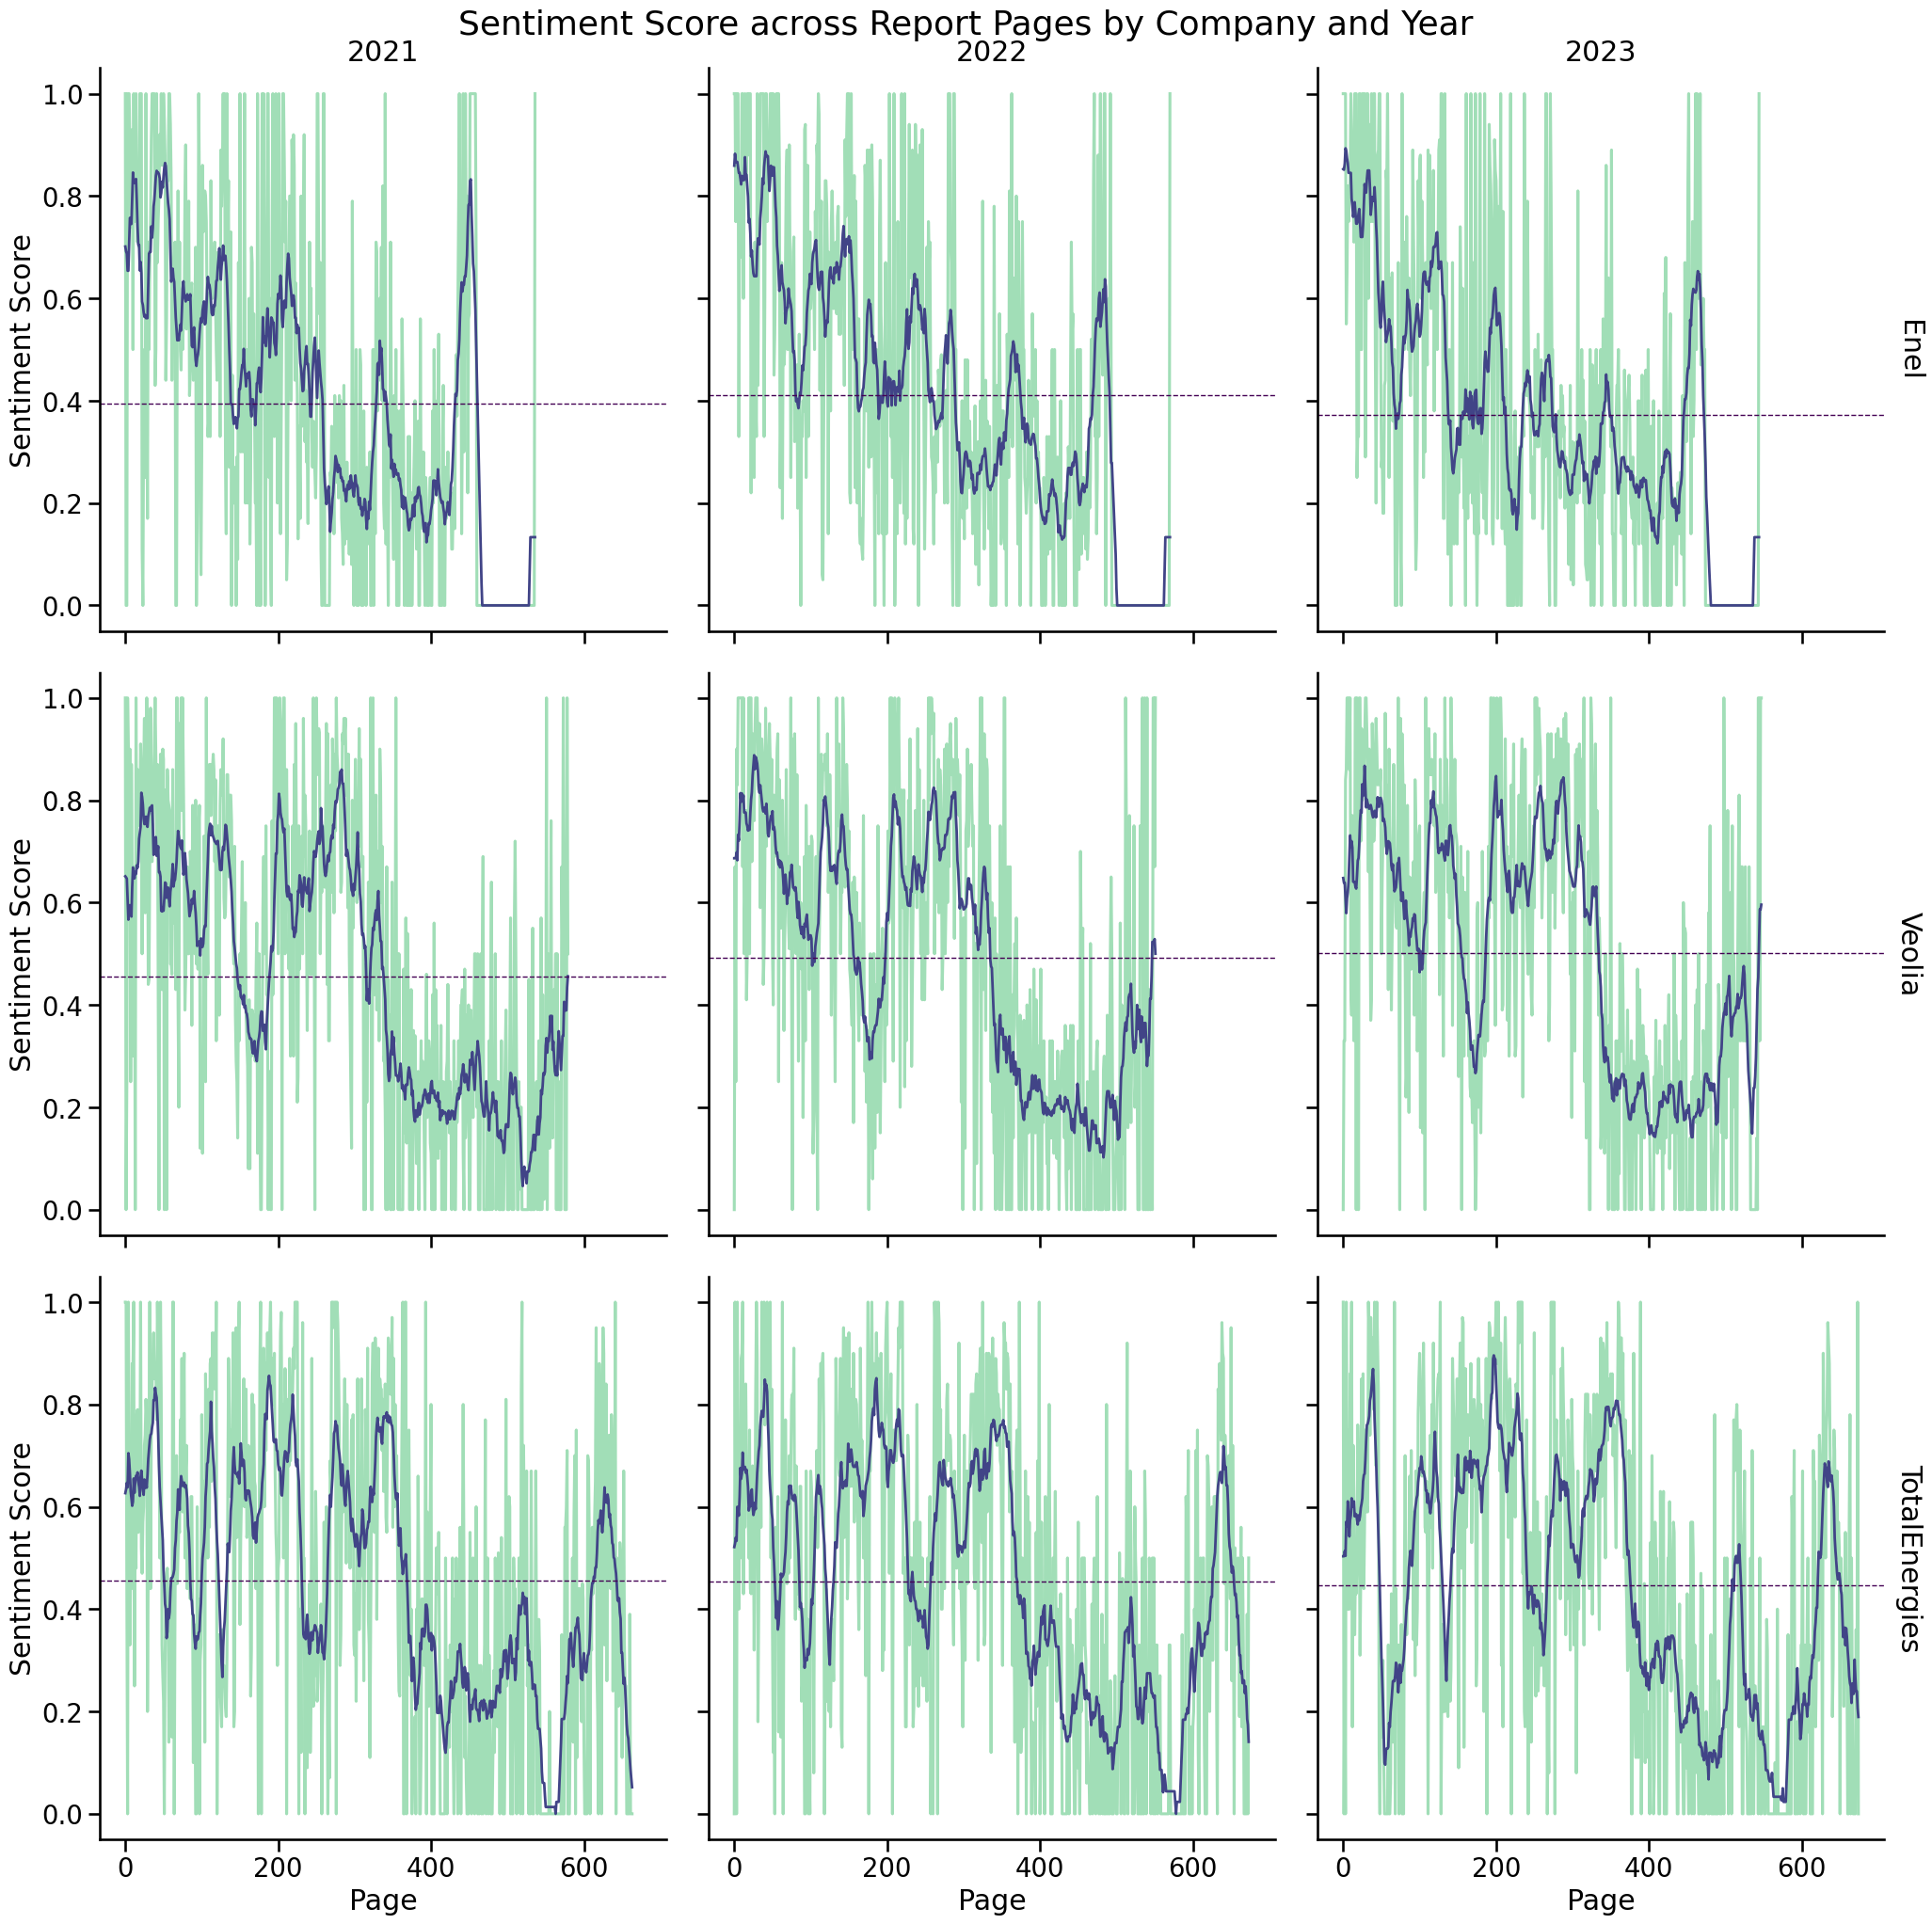 Sentiment Score across Report Pages by Company and Year
2021 2022 2023
1.0
0.8
0.6
0.4
0.2
0.0
Sentiment Score
Enel
1.0
0.8
0.6
0.4
0.2
0.0
Sentiment Score
Veolia
1.0
0.8
0.6
0.4
0.2
0.0
Sentiment Score
TotalEnergies
0 200 400 600 0 200 400 600 0 200 400 600
Page Page Page